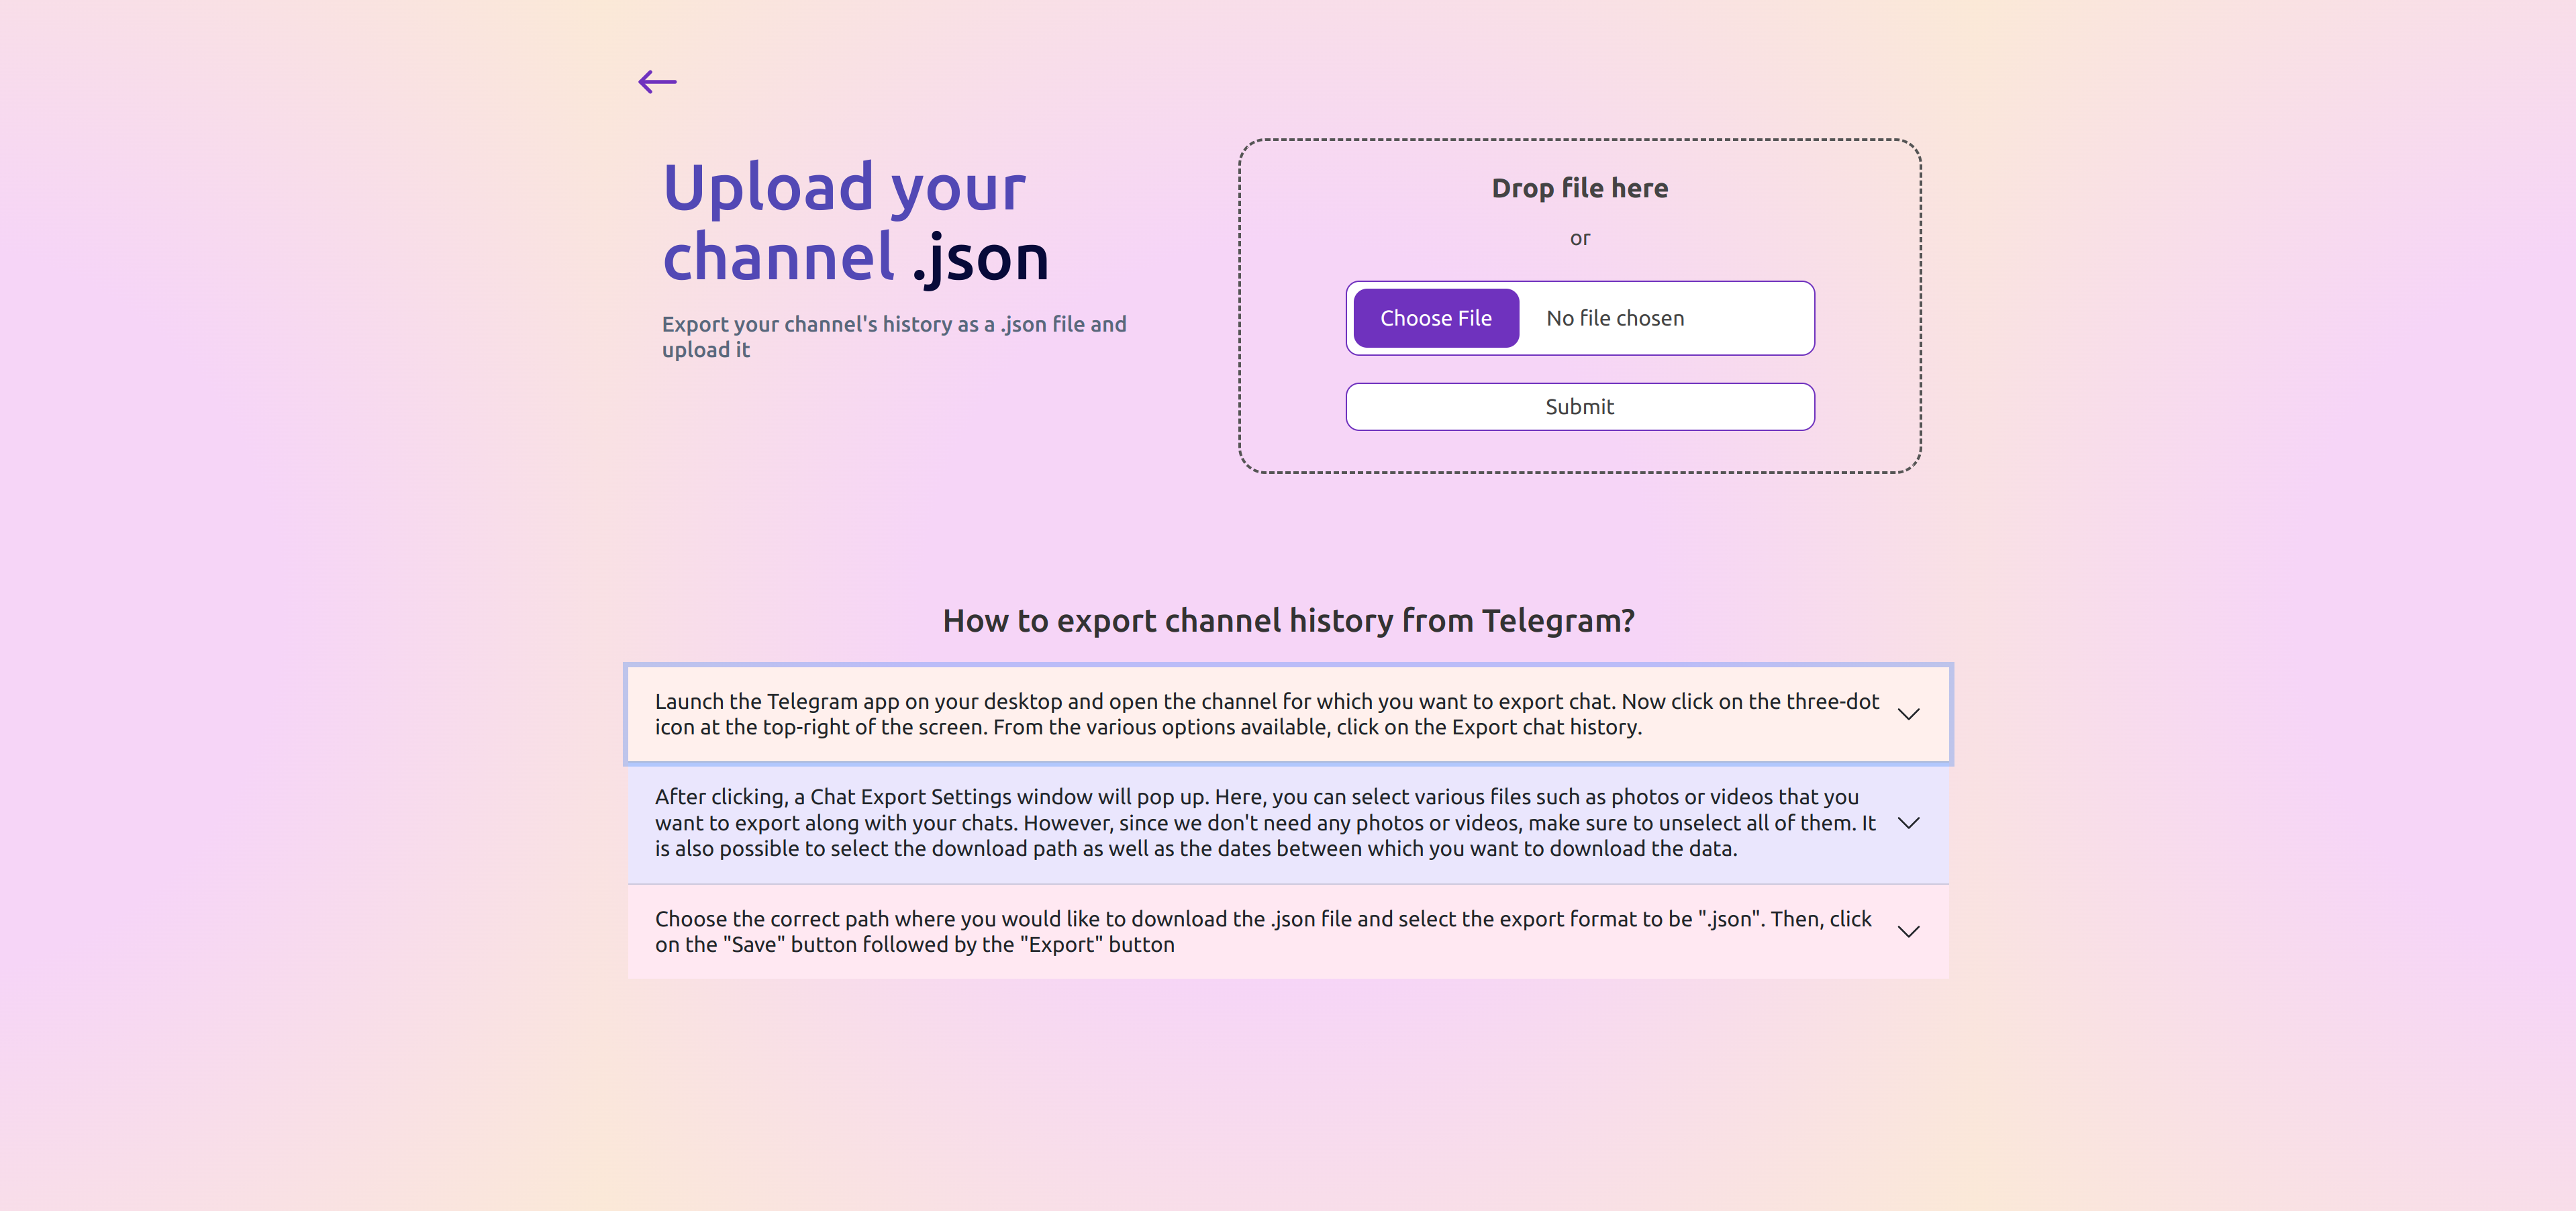 Upload your
channel .json
Export your channel's history as a .json file and
upload it
Drop file here
or
Choose File No file chosen
Submit
How to export channel history from Telegram?
Launch the Telegram app on your desktop and open the channel for which you want to export chat. Now click on the three-dot
icon at the top-right of the screen. From the various options available, click on the Export chat history.
After clicking, a Chat Export Settings window will pop up. Here, you can select various files such as photos or videos that you
want to export along with your chats. However, since we don't need any photos or videos, make sure to unselect all of them. It
is also possible to select the download path as well as the dates between which you want to download the data.
Choose the correct path where you would like to download the .json file and select the export format to be ".json". Then, click
on the "Save" button followed by the "Export" button